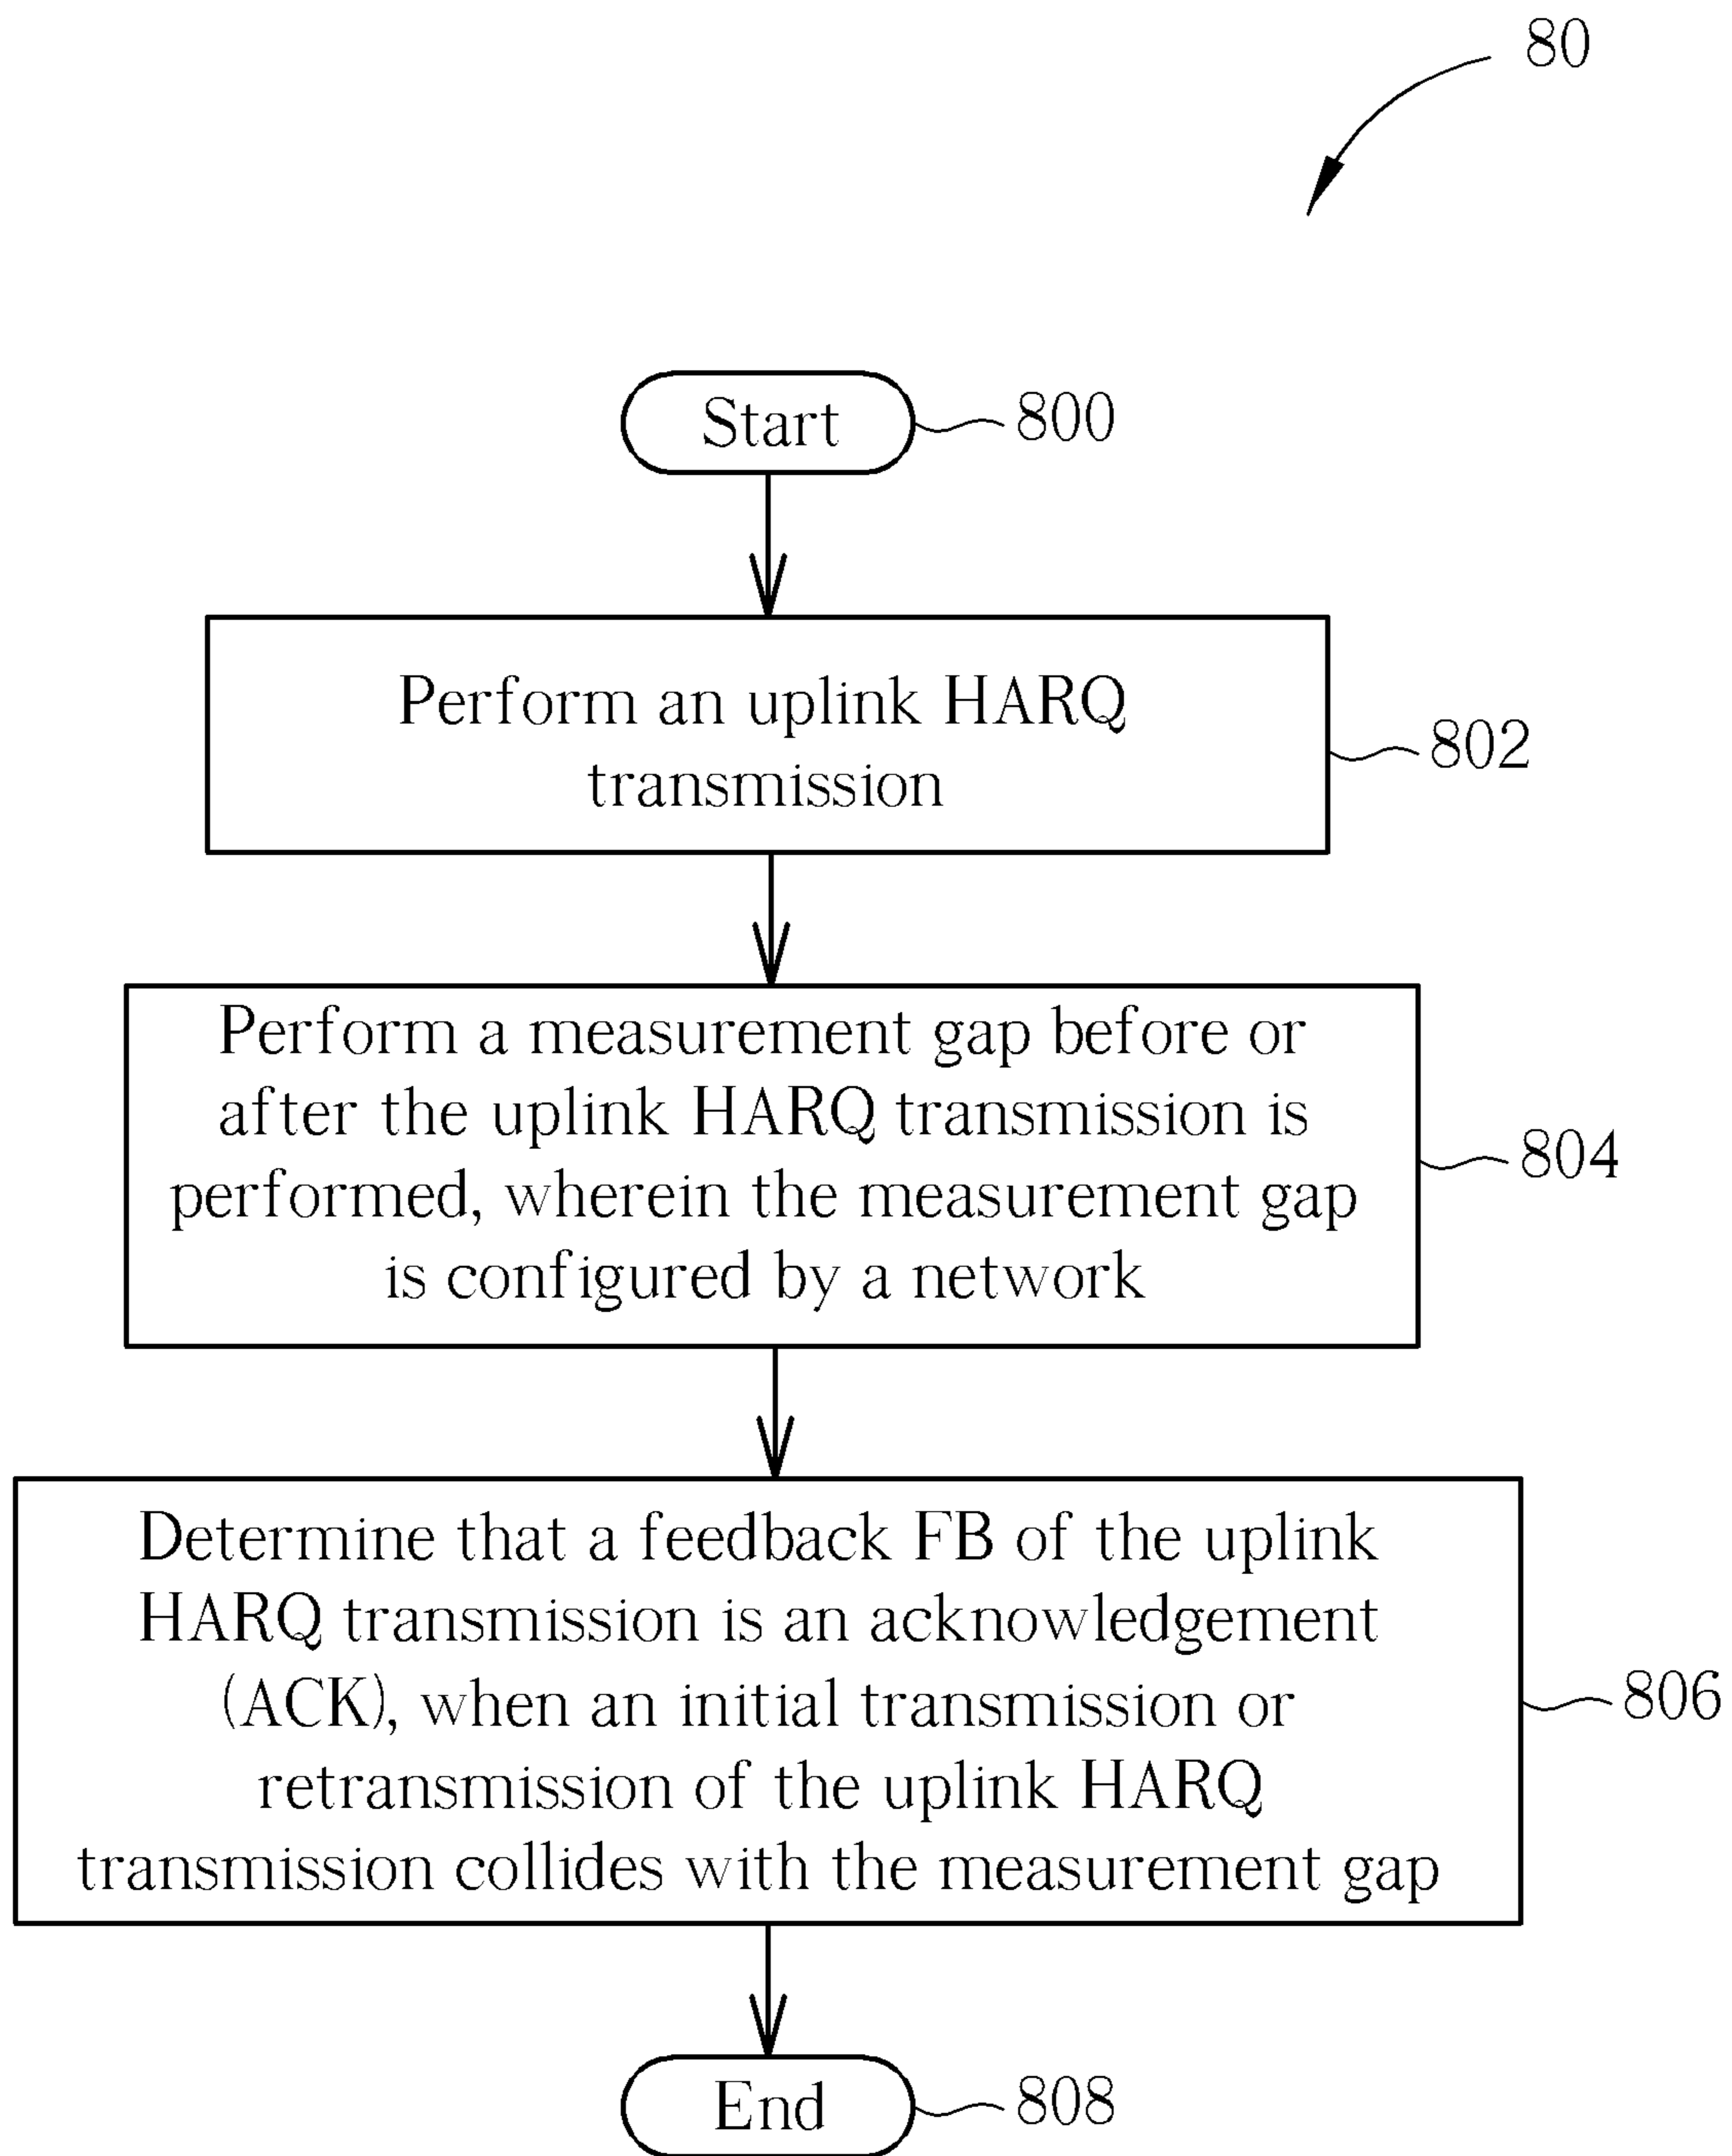 80
Start
800
Perform an uplink HARQ
transmission
802
Perform a measurement gap before or
after the uplink HARQ transmission is
performed, wherein the measurement gap
is configured by a network
804
Determine that a feedback FB of the uplink
HARQ transmission is an acknowledgement
(ACK), when an initial transmission or
retransmission of the uplink HARQ
transmission collides with the measurement gap
806
End
808